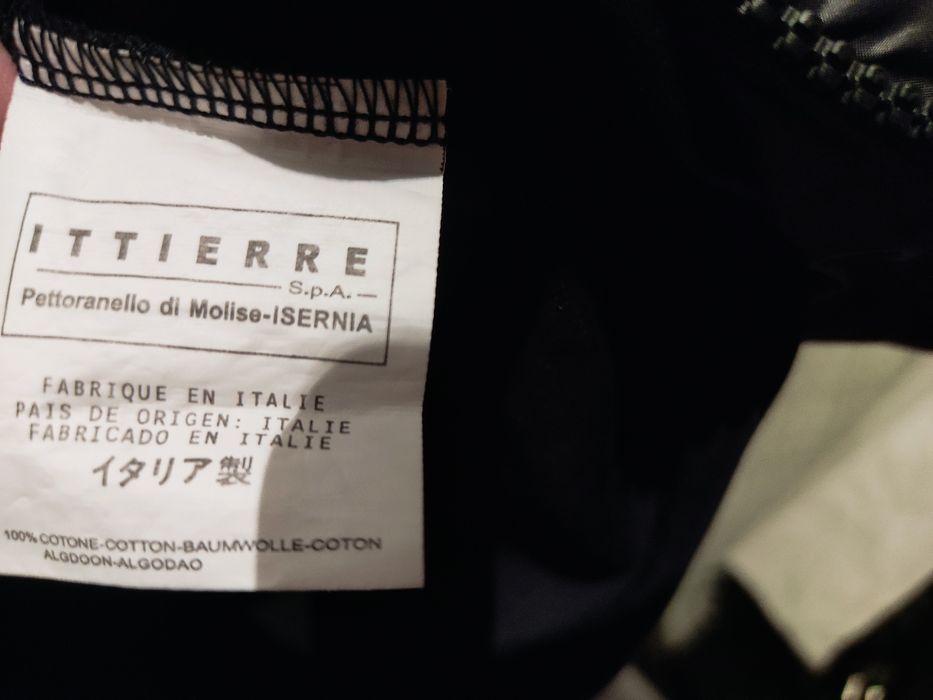 ITTIERRE
S.p.A.
Pettoranello di Molise-ISERNIA
FABRIQUE EN ITALIE
PAIS DE ORIGEN: ITALIE
FABRICADO EN ITALIE
イタリア製
100% COTONE-COTTON-BAUMWOLLE-COTON
ALGDOON-ALGODAO